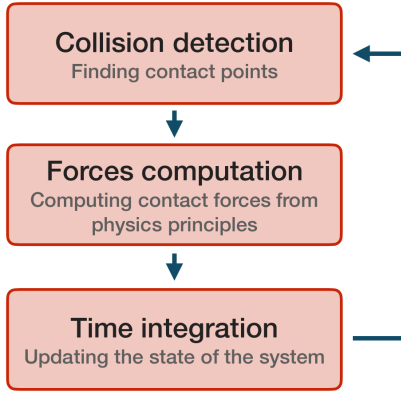 Collision detection
Finding contact points
Forces computation
Computing contact forces from
physics principles
Time integration
Updating the state of the system